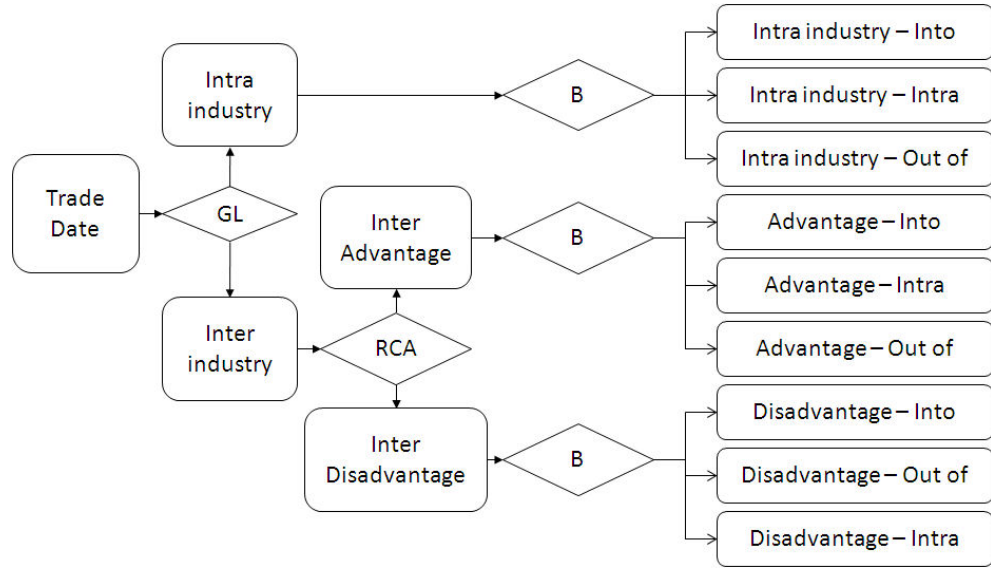 Intra industry – Into
Intra
industry
B
Intra industry – Intra
Intra industry – Out of
Trade
Date
GL
Inter
Advantage
B
Advantage – Into
Advantage – Intra
Advantage – Out of
Inter
industry
RCA
Inter
Disadvantage
B
Disadvantage – Into
Disadvantage – Out of
Disadvantage – Intra